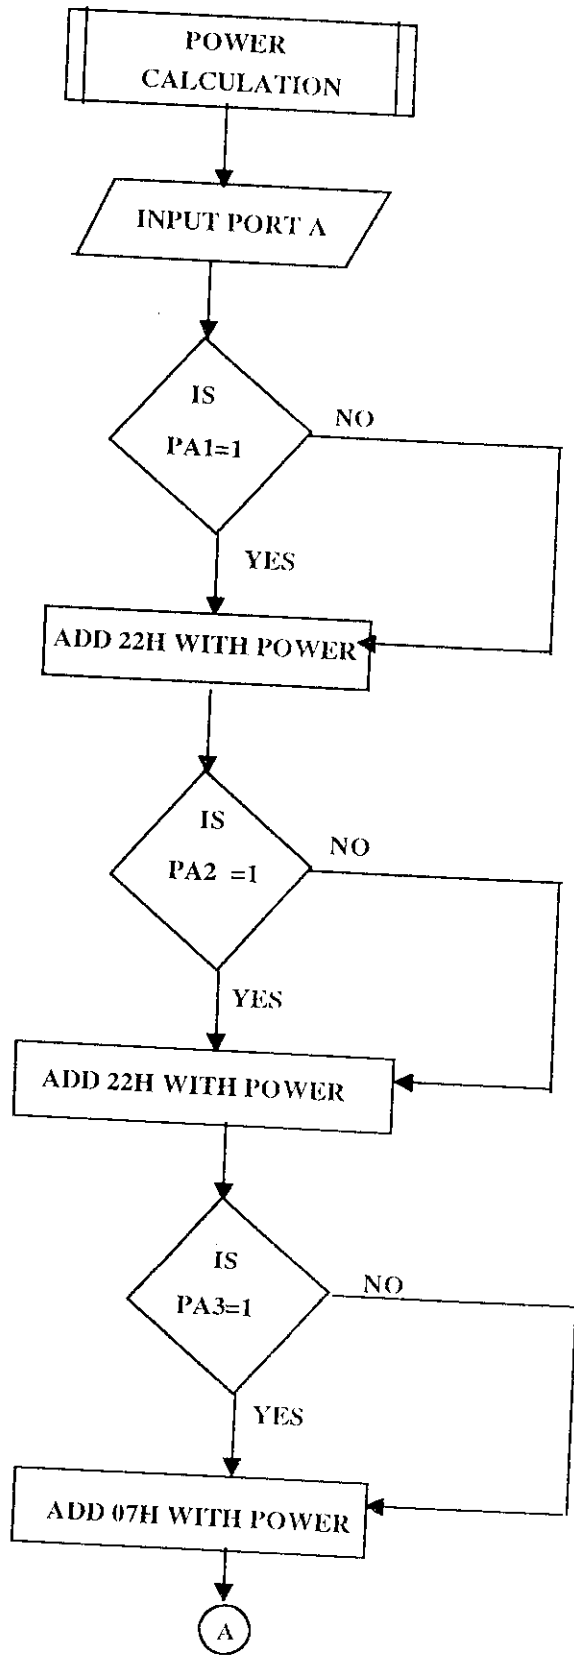 POWER
CALCULATION
INPUT PORT A
IS
PA1=1
NO
YES
ADD 22H WITH POWER
IS
PA2 =1
NO
YES
ADD 22H WITH POWER
IS
PA3=1
NO
YES
ADD 07H WITH POWER
A